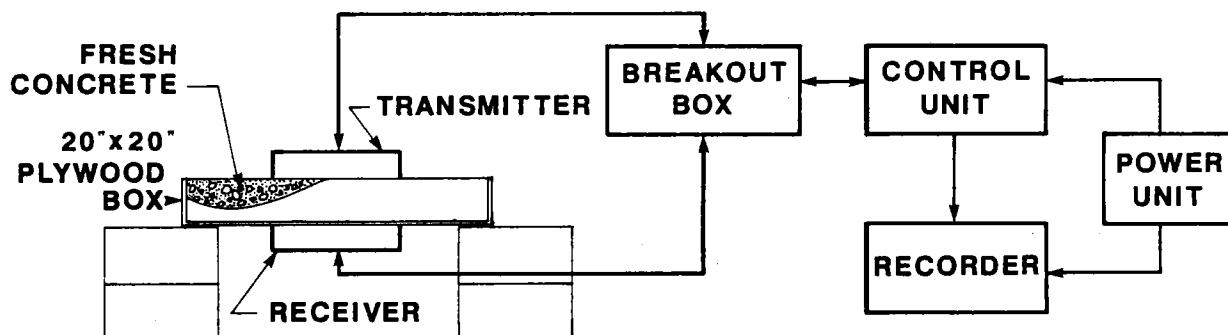 FRESH
CONCRETE
20"x20"
PLYWOOD
BOX
TRANSMITTER
RECEIVER
BREAKOUT
BOX
CONTROL
UNIT
POWER
UNIT
RECORDER